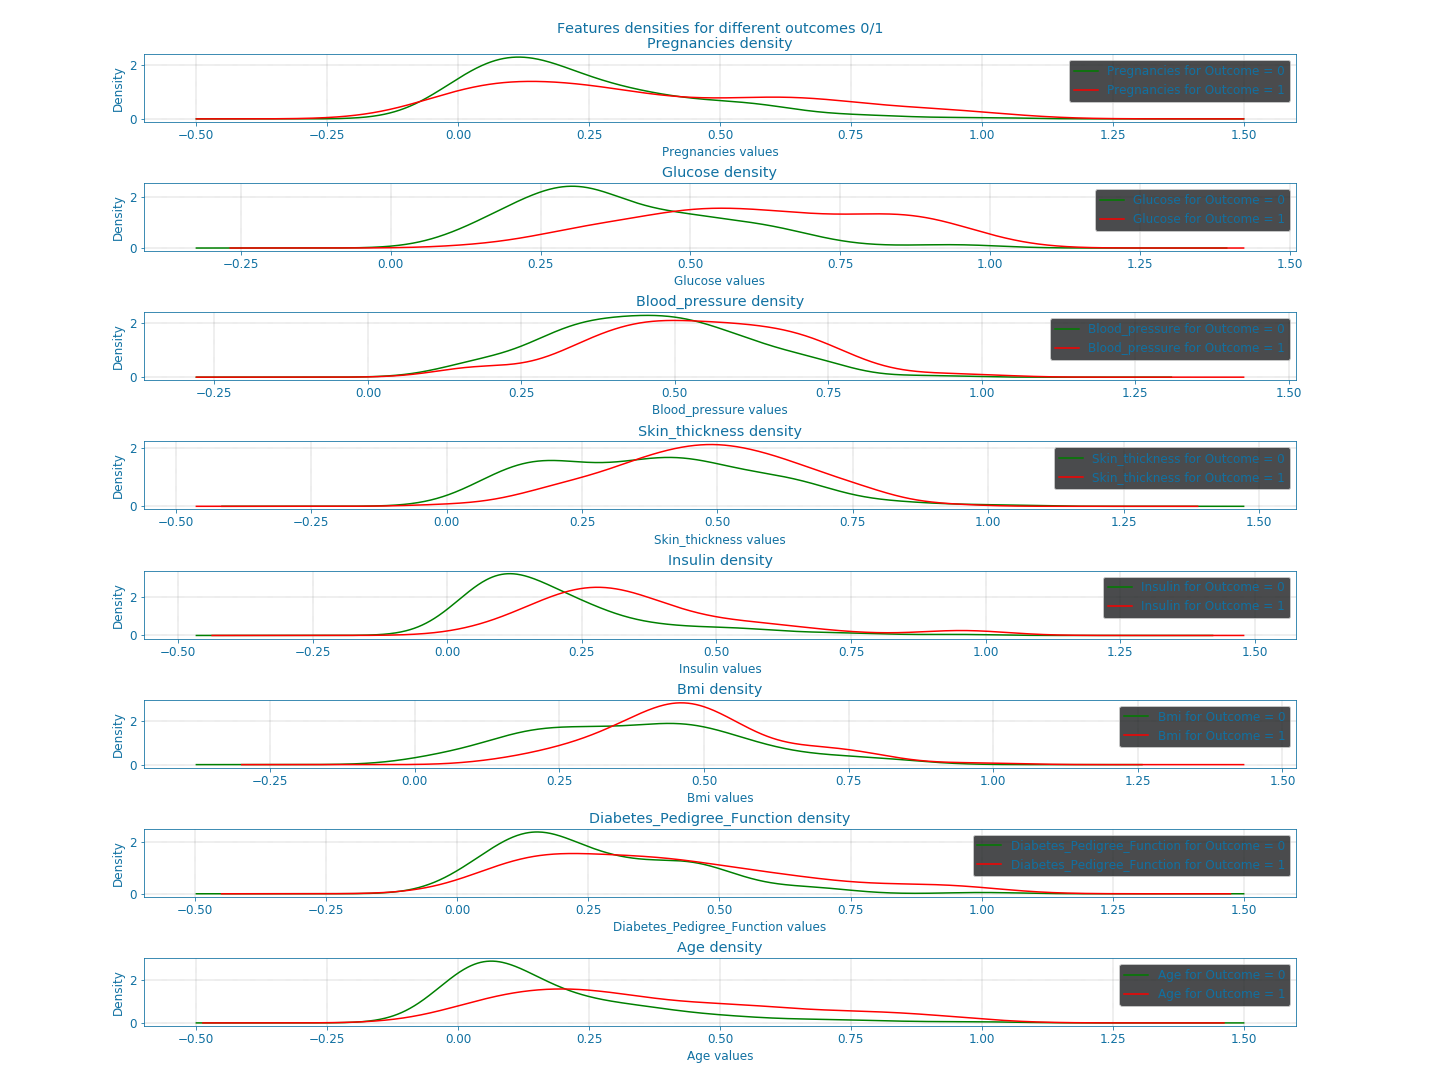 Features densities for different outcomes 0/1
Pregnancies density
Density
2
0
Pregnancies for Outcome = 0
Pregnancies for Outcome = 1
−0.50 −0.25 0.00 0.25 0.50 0.75 1.00 1.25 1.50
Pregnancies values
Glucose density
Density
2
0
Glucose for Outcome = 0
Glucose for Outcome = 1
−0.25 0.00 0.25 0.50 0.75 1.00 1.25 1.50
Glucose values
Blood_pressure density
Density
2
0
Blood_pressure for Outcome = 0
Blood_pressure for Outcome = 1
−0.25 0.00 0.25 0.50 0.75 1.00 1.25 1.50
Blood_pressure values
Skin_thickness density
Density
2
0
Skin_thickness for Outcome = 0
Skin_thickness for Outcome = 1
−0.50 −0.25 0.00 0.25 0.50 0.75 1.00 1.25 1.50
Skin_thickness values
Insulin density
Density
2
0
Insulin for Outcome = 0
Insulin for Outcome = 1
−0.50 −0.25 0.00 0.25 0.50 0.75 1.00 1.25 1.50
Insulin values
Bmi density
Density
2
0
Bmi for Outcome = 0
Bmi for Outcome = 1
−0.25 0.00 0.25 0.50 0.75 1.00 1.25 1.50
Bmi values
Diabetes_Pedigree_Function density
Density
2
0
Diabetes_Pedigree_Function for Outcome = 0
Diabetes_Pedigree_Function for Outcome = 1
−0.50 −0.25 0.00 0.25 0.50 0.75 1.00 1.25 1.50
Diabetes_Pedigree_Function values
Age density
Density
2
0
Age for Outcome = 0
Age for Outcome = 1
−0.50 −0.25 0.00 0.25 0.50 0.75 1.00 1.25 1.50
Age values